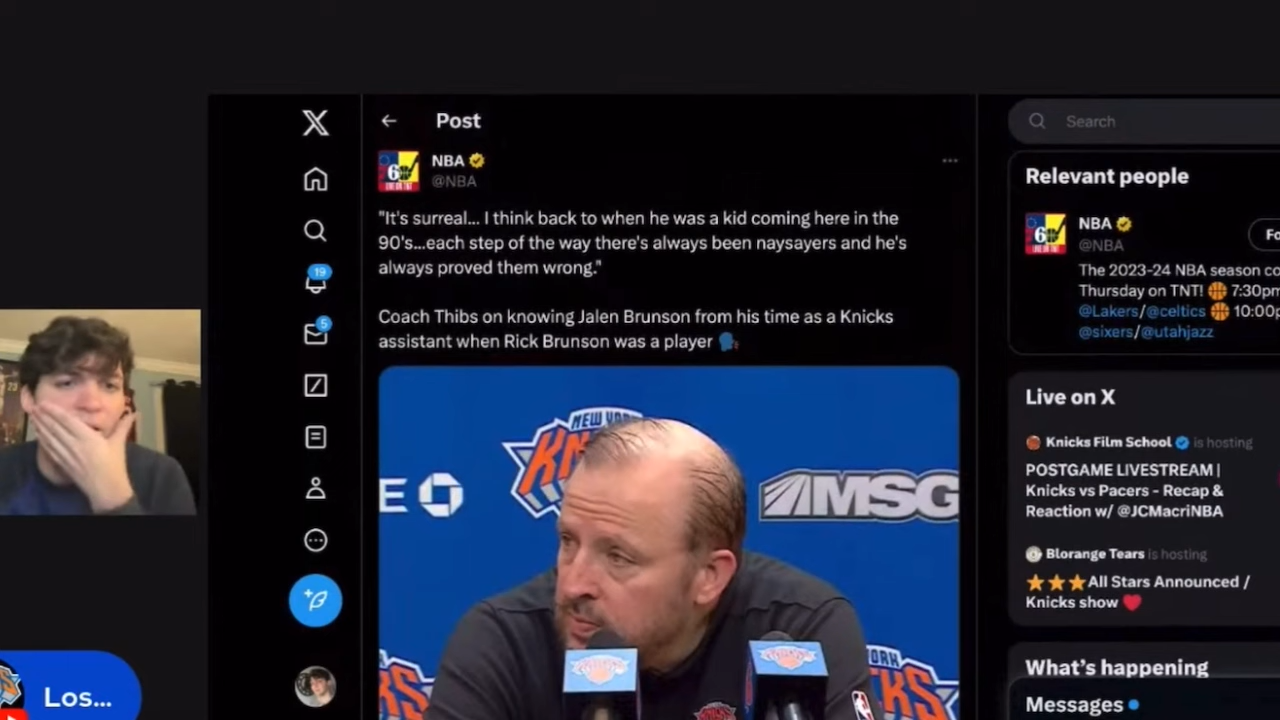 Post
Search
NBA
@NBA
"It's surreal... I think back to when he was a kid coming here in the
90's...each step of the way there's always been naysayers and he's
always proved them wrong."
Coach Thibs on knowing Jalen Brunson from his time as a Knicks
assistant when Rick Brunson was a player
19
5
NEW YORK
KN
E
MSG
Relevant people
NBA
@NBA
Fo
The 2023-24 NBA season co
Thursday on TNT! 7:30pm
@Lakers/@celtics 10:00p
@sixers/@utahjazz
Live on X
Knicks Film School is hosting
POSTGAME LIVESTREAM |
Knicks vs Pacers - Recap &
Reaction w/ @JCMacriNBA
Blorange Tears is hosting
All Stars Announced /
Knicks show
What's happening
Messages
Los...